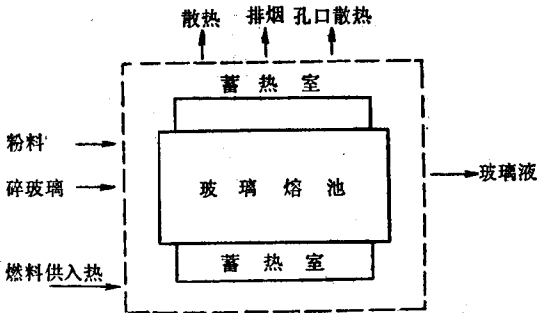 散热 排烟 孔口散热
蓄热室
粉料
碎玻璃
玻璃熔池
玻璃液
燃料供入热
蓄热室